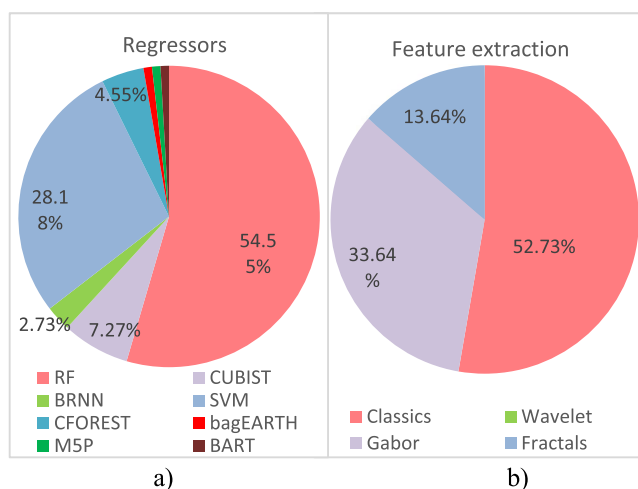 Regressors
4.55%
28.1
8%
54.5
5%
2.73%
7.27%
RF
CUBIST
BRNN
SVM
CFOREST
bagEARTH
M5P
BART
a)
Feature extraction
13.64%
52.73%
33.64
%
Classics
Wavelet
Gabor
Fractals
b)